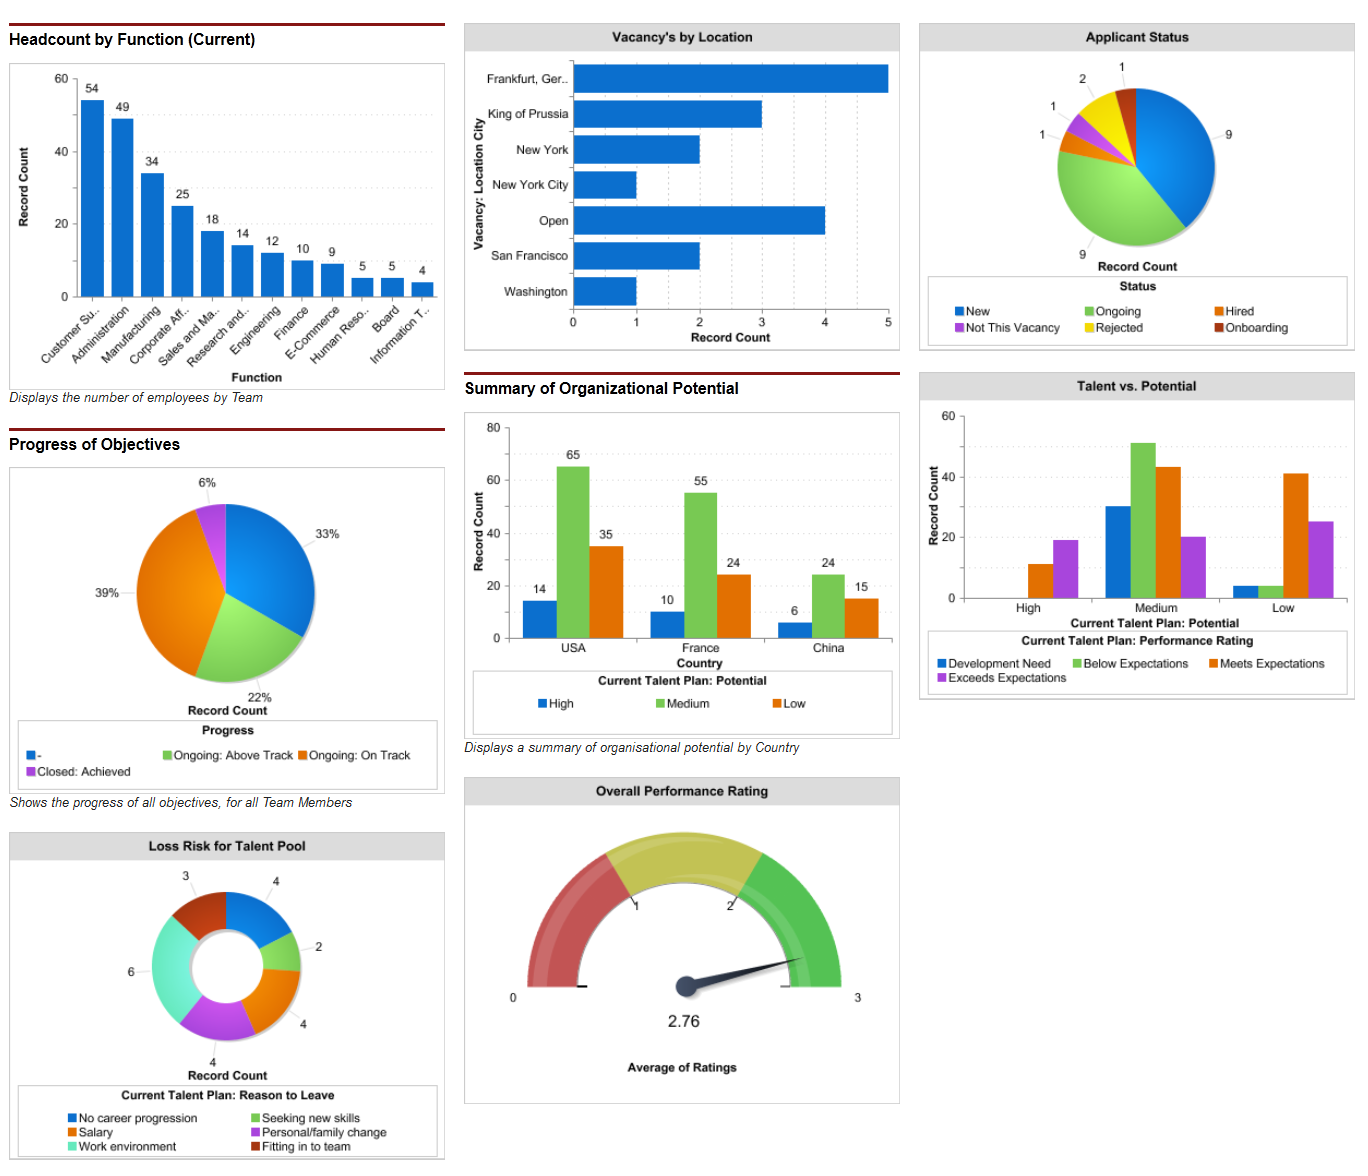 Headcount by Function (Current)
60
40
20
0
Record Count
54
49
34
25
18
14
12
10
9
5
5
4
Customer Su..
Administration
Manufacturing
Corporate Aff..
Sales and Ma..
Research and..
Engineering
Finance
E-Commerce
Human Reso..
Board
Information T..
Function
Displays the number of employees by Team
Progress of Objectives
6%
33%
39%
22%
Record Count
Progress
-
Ongoing: Above Track
Ongoing: On Track
Closed: Achieved
Shows the progress of all objectives, for all Team Members
Loss Risk for Talent Pool
3
4
2
6
4
4
Record Count
Current Talent Plan: Reason to Leave
No career progression
Seeking new skills
Salary
Personal/family change
Work environment
Fitting in to team
Vacancy's by Location
Vacancy: Location City
Frankfurt, Ger..
King of Prussia
New York
New York City
Open
San Francisco
Washington
0 1 2 3 4 5
Record Count
Summary of Organizational Potential
80
60
40
20
0
Record Count
14
65
35
10
55
24
6
24
15
USA
France
China
Country
Current Talent Plan: Potential
High
Medium
Low
Displays a summary of organisational potential by Country
Overall Performance Rating
1
2
0
3
2.76
Average of Ratings
Applicant Status
1
2
1
1
9
9
Record Count
Status
New
Ongoing
Hired
Not This Vacancy
Rejected
Onboarding
Talent vs. Potential
60
40
20
0
Record Count
High
Medium
Low
Current Talent Plan: Potential
Current Talent Plan: Performance Rating
Development Need
Below Expectations
Meets Expectations
Exceeds Expectations